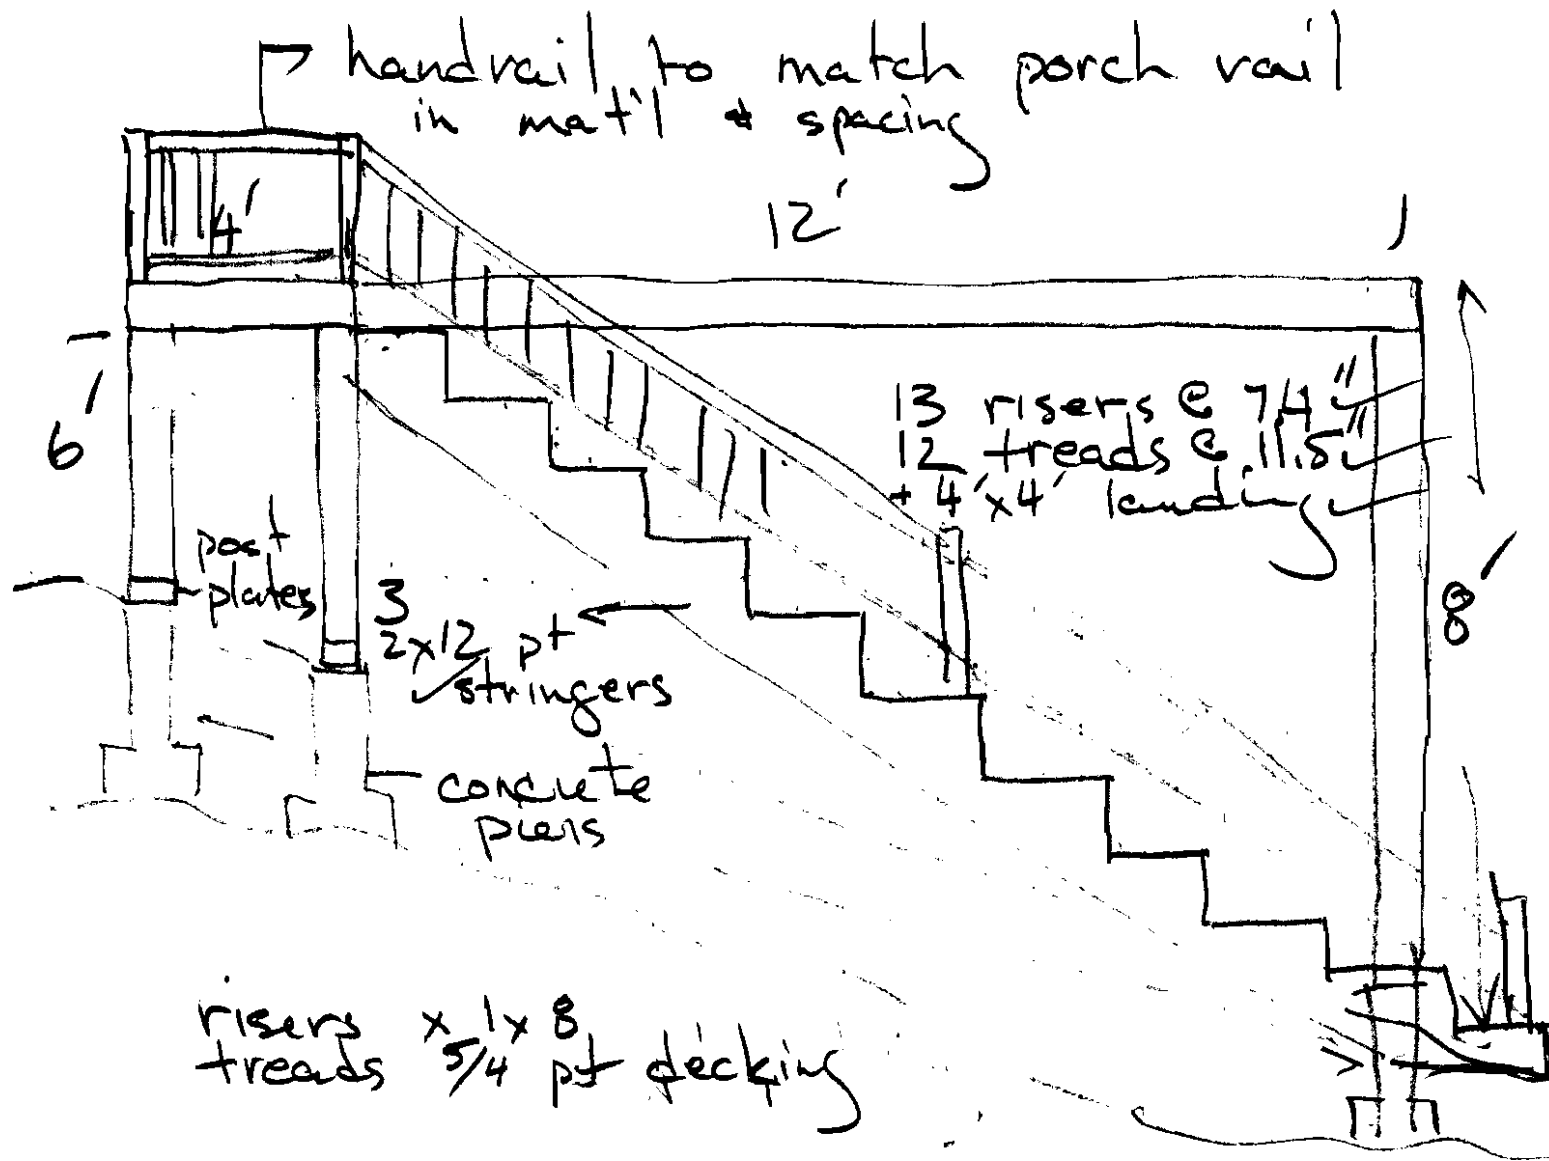 handrail to match porch rail
in mat'l & spacing
4'
12'
6'
13 risers @ 7.4"
12 treads @ 11.5"
+ 4'x4' landing
post
plates
3
2x12 pt
stringers
8'
concrete
piers
risers x 1x8
treads 5/4 pt decking